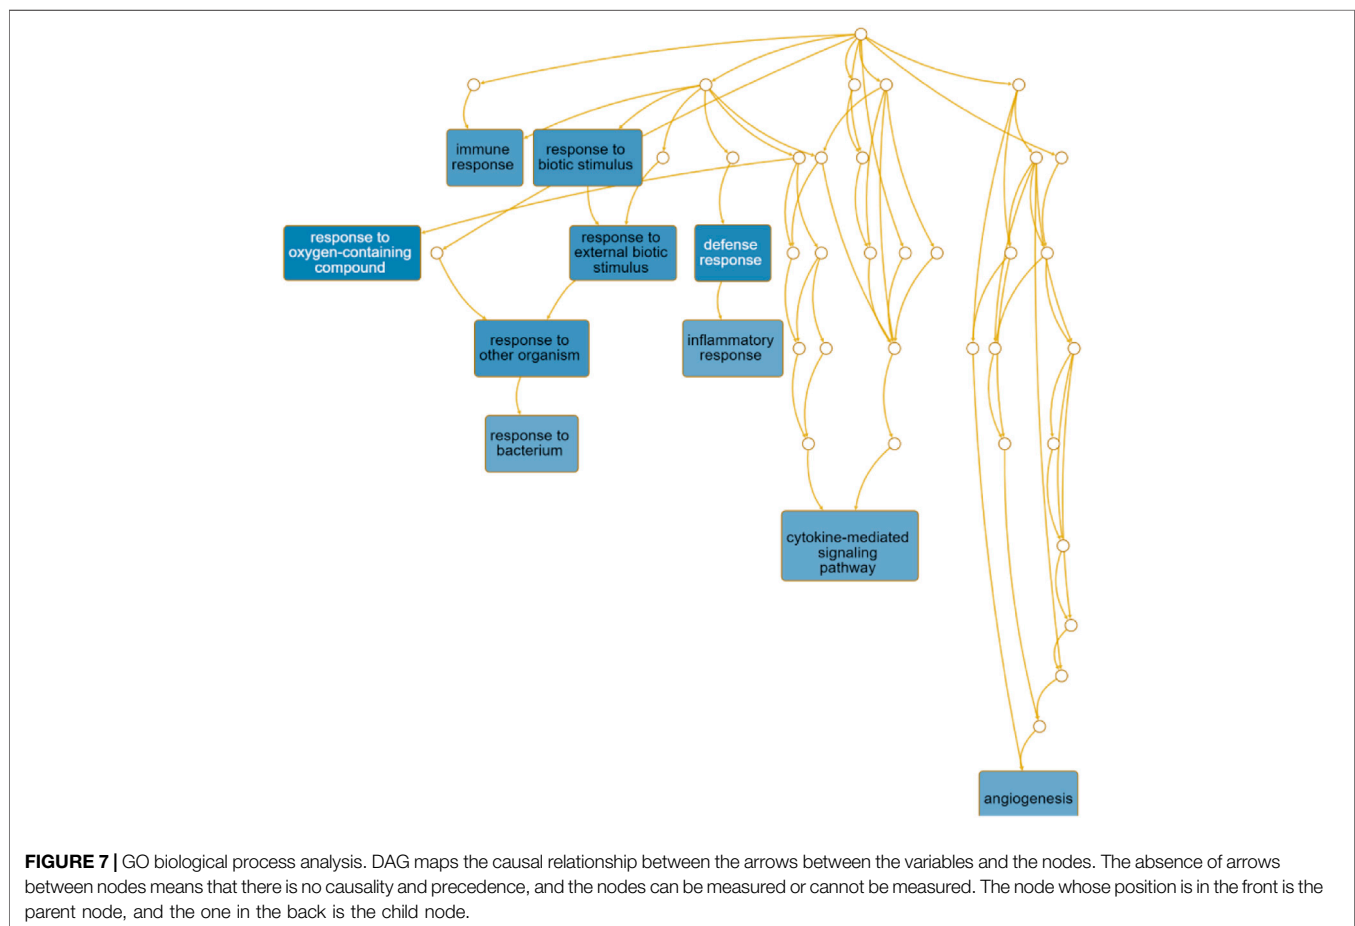 immune
response
response to
biotic stimulus
response to
oxygen-containing
compound
response to
external biotic
stimulus
defense
response
response to
other organism
inflammatory
response
response to
bacterium
cytokine-mediated
signaling
pathway
angiogenesis
FIGURE 7 | GO biological process analysis. DAG maps the causal relationship between the arrows between the variables and the nodes. The absence of arrows
between nodes means that there is no causality and precedence, and the nodes can be measured or cannot be measured. The node whose position is in the front is the
parent node, and the one in the back is the child node.